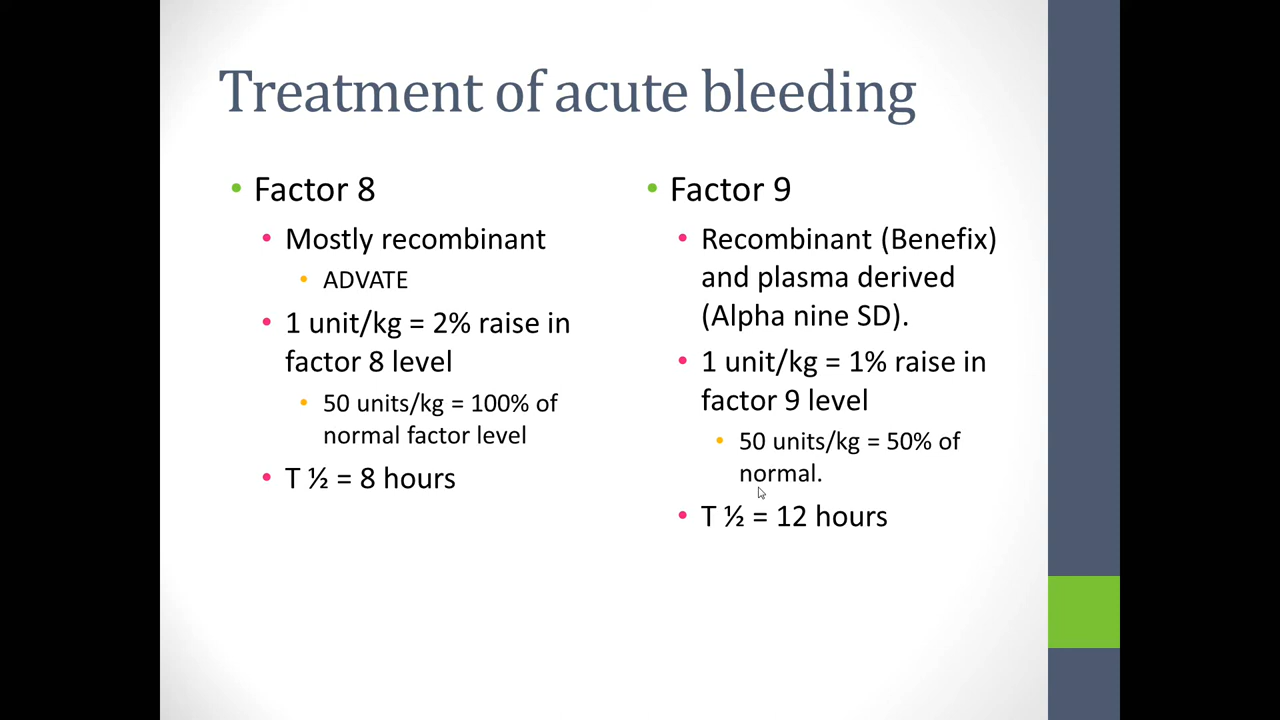 Treatment of acute bleeding
• Factor 8
• Mostly recombinant
• ADVATE
• 1 unit/kg = 2% raise in
factor 8 level
• 50 units/kg = 100% of
normal factor level
• T ½ = 8 hours
• Factor 9
• Recombinant (Benefix)
and plasma derived
(Alpha nine SD).
• 1 unit/kg = 1% raise in
factor 9 level
• 50 units/kg = 50% of
normal.
• T ½ = 12 hours